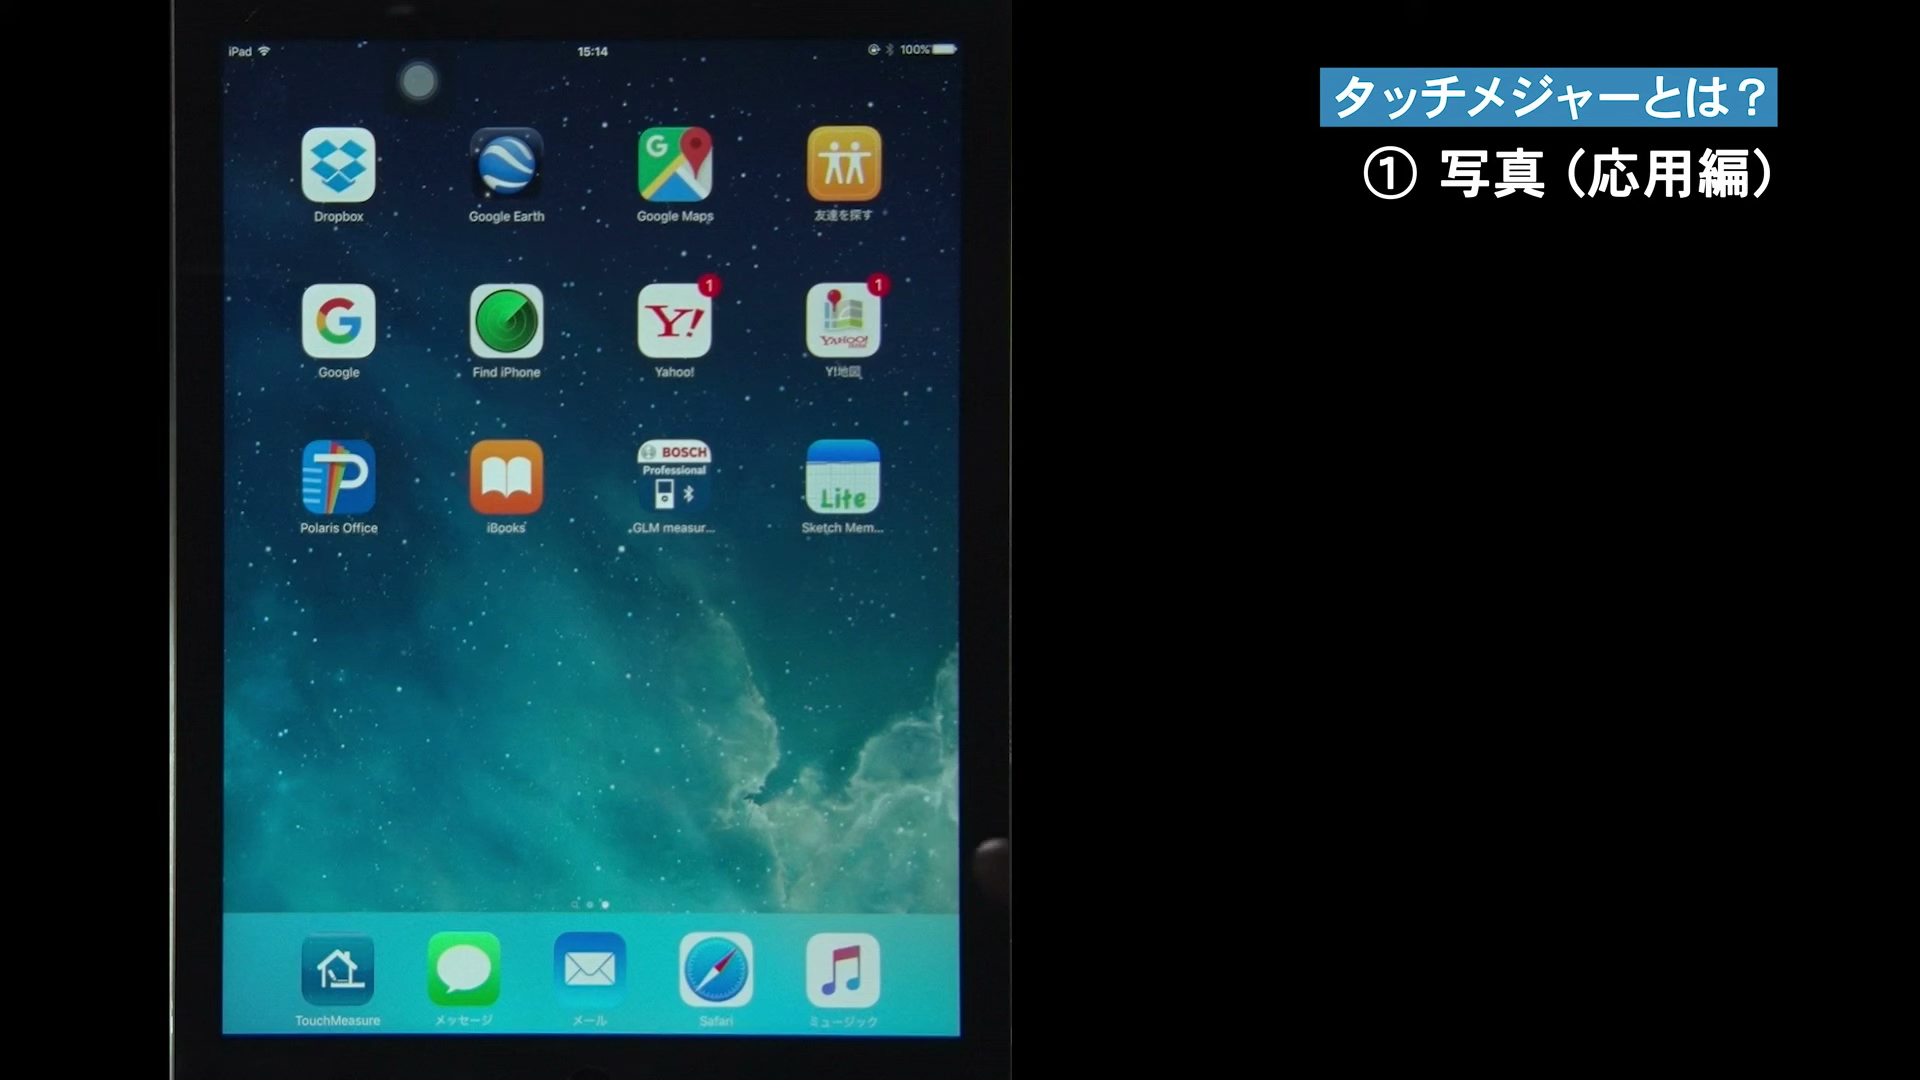 iPad
15:14
100%
タッチメジャーとは？
① 写真（応用編）
Dropbox
Google Earth
G
Google Maps
友達を探す
G
Google
Find iPhone
Y!
1
Yahoo!
YAHOO!
1
Y!地図
P
Polaris Office
iBooks
BOSCH
Professional
GLM measur...
Lite
Sketch Mem...
TouchMeasure
メッセージ
メール
Safari
ミュージック